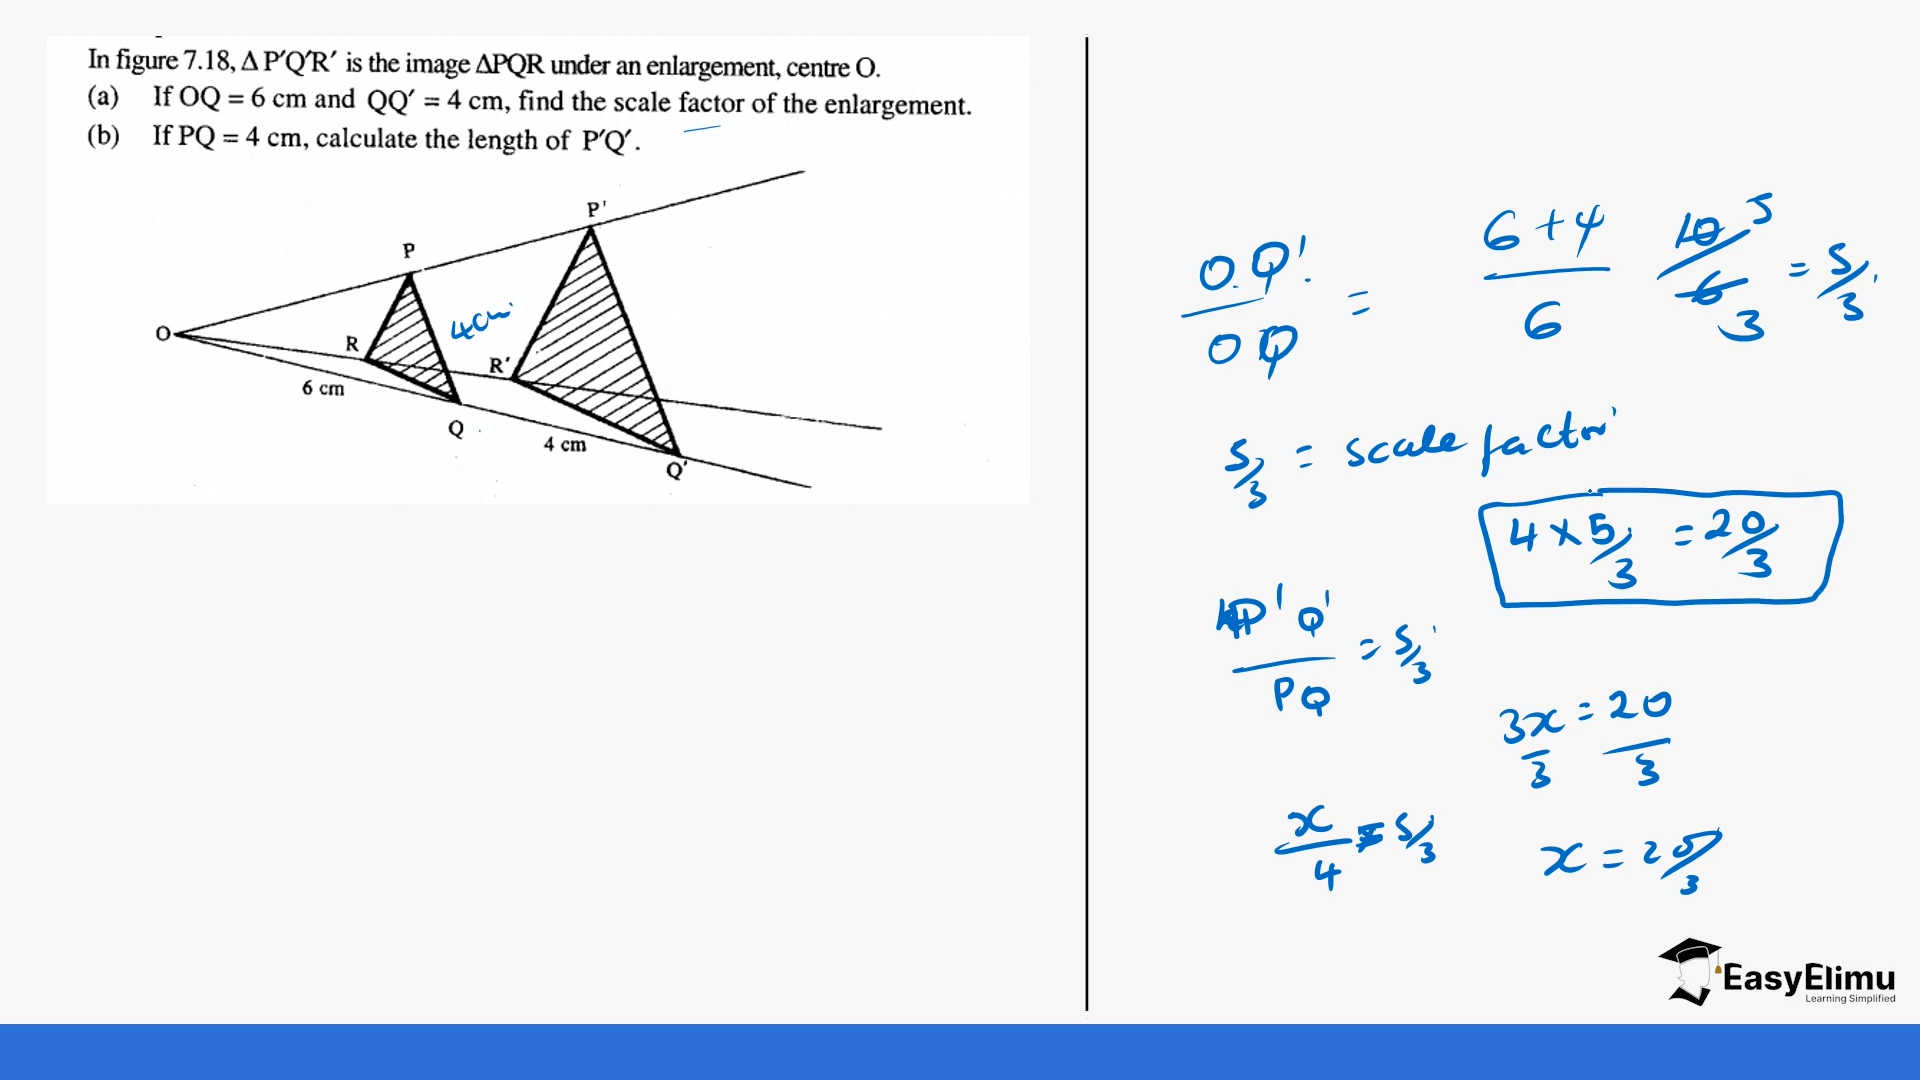 In figure 7.18, Δ P′Q′R′ is the image ΔPQR under an enlargement, centre O.
(a) If OQ = 6 cm and QQ′ = 4 cm, find the scale factor of the enlargement.
(b) If PQ = 4 cm, calculate the length of P′Q′.
P'
P
O
R
4cm
R′
6 cm
Q
4 cm
Q'
OQ'/OQ = (6+4)/6 10/6 5/3 = 5/3
5/3 = scale factor
4 × 5/3 = 20/3
P'Q'/PQ = 5/3
3x/3 = 20/3
x/4 = 5/3
x = 20/3
EasyElimu
Learning Simplified